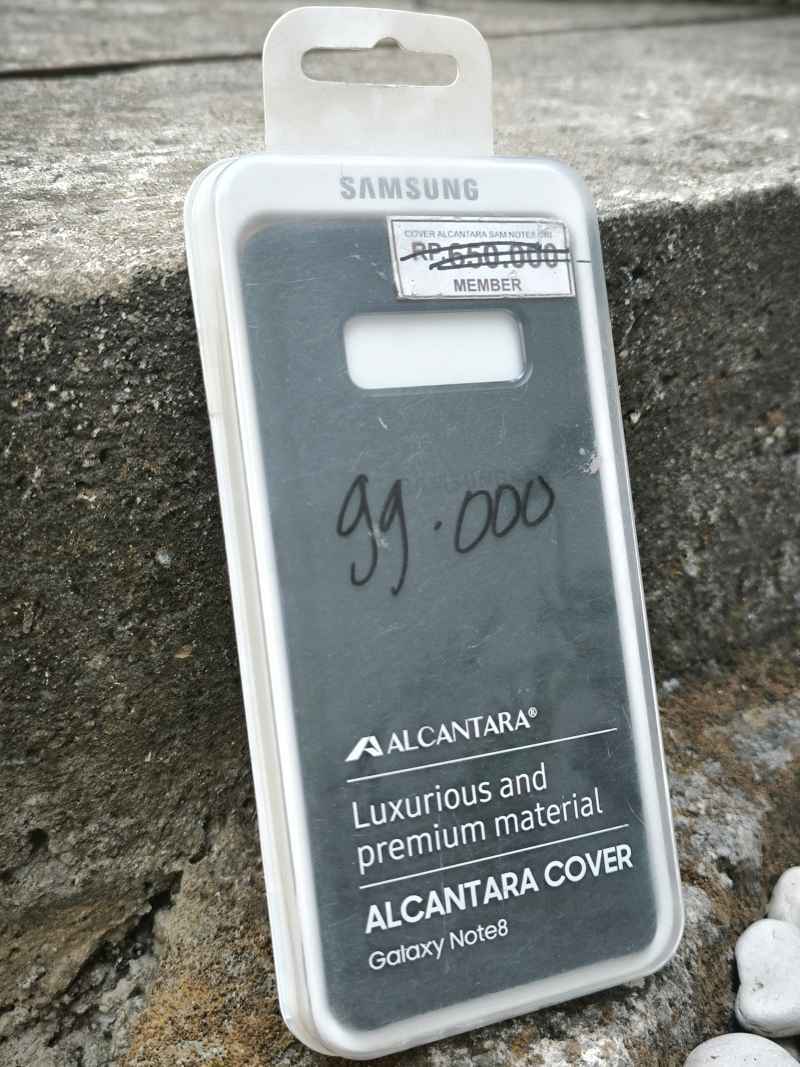 SAMSUNG
COVER ALCANTARA SAM NOTE8
RP.650.000
MEMBER
99.000
ALCANTARA®
Luxurious and
premium material
ALCANTARA COVER
Galaxy Note8